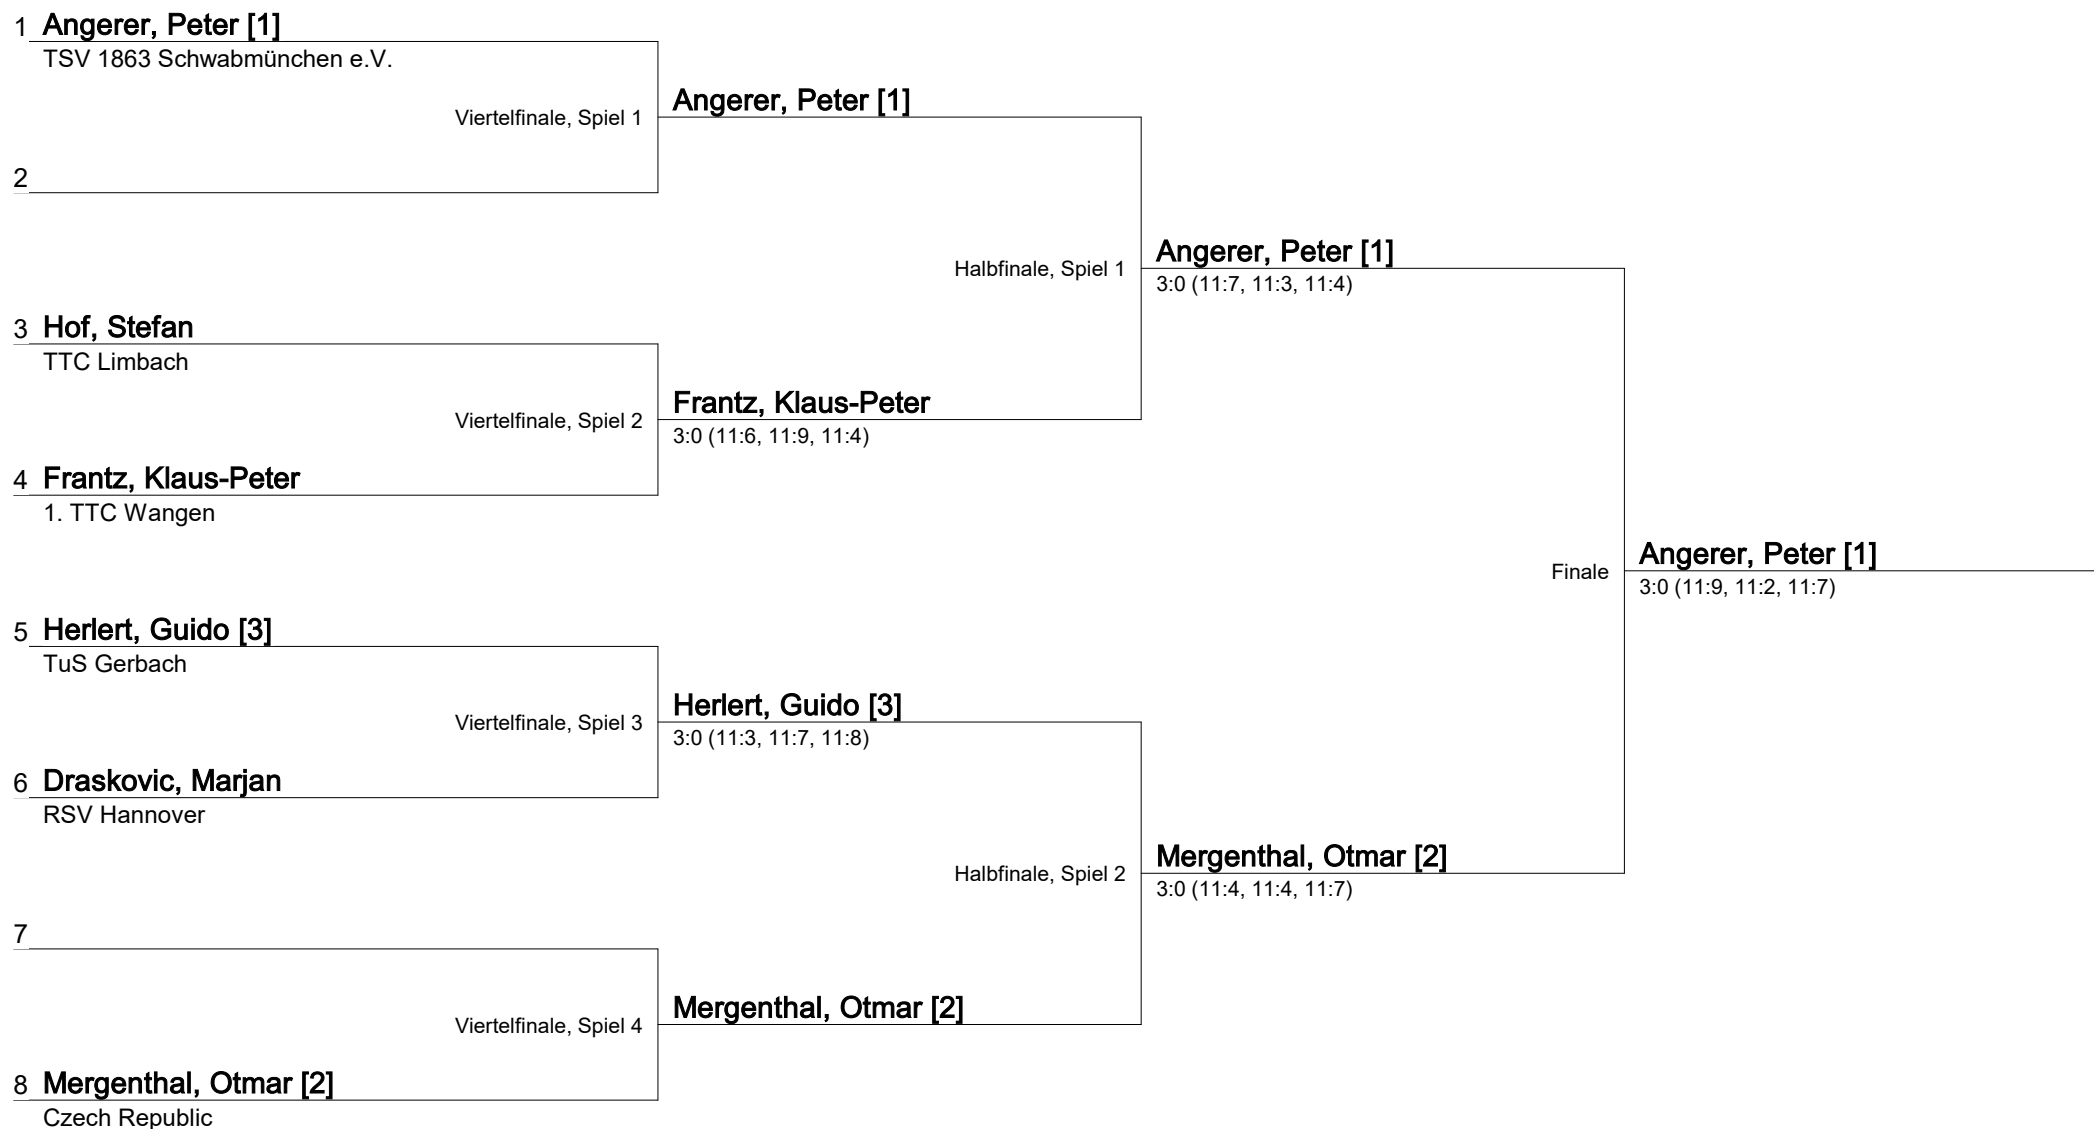 1 Angerer, Peter [1]
TSV 1863 Schwabmünchen e.V.
Viertelfinale, Spiel 1
Angerer, Peter [1]
2
Halbfinale, Spiel 1
Angerer, Peter [1]
3:0 (11:7, 11:3, 11:4)
3 Hof, Stefan
TTC Limbach
Viertelfinale, Spiel 2
Frantz, Klaus-Peter
3:0 (11:6, 11:9, 11:4)
4 Frantz, Klaus-Peter
1. TTC Wangen
Finale
Angerer, Peter [1]
3:0 (11:9, 11:2, 11:7)
5 Herlert, Guido [3]
TuS Gerbach
Viertelfinale, Spiel 3
Herlert, Guido [3]
3:0 (11:3, 11:7, 11:8)
6 Draskovic, Marjan
RSV Hannover
Halbfinale, Spiel 2
Mergenthal, Otmar [2]
3:0 (11:4, 11:4, 11:7)
7
Viertelfinale, Spiel 4
Mergenthal, Otmar [2]
8 Mergenthal, Otmar [2]
Czech Republic